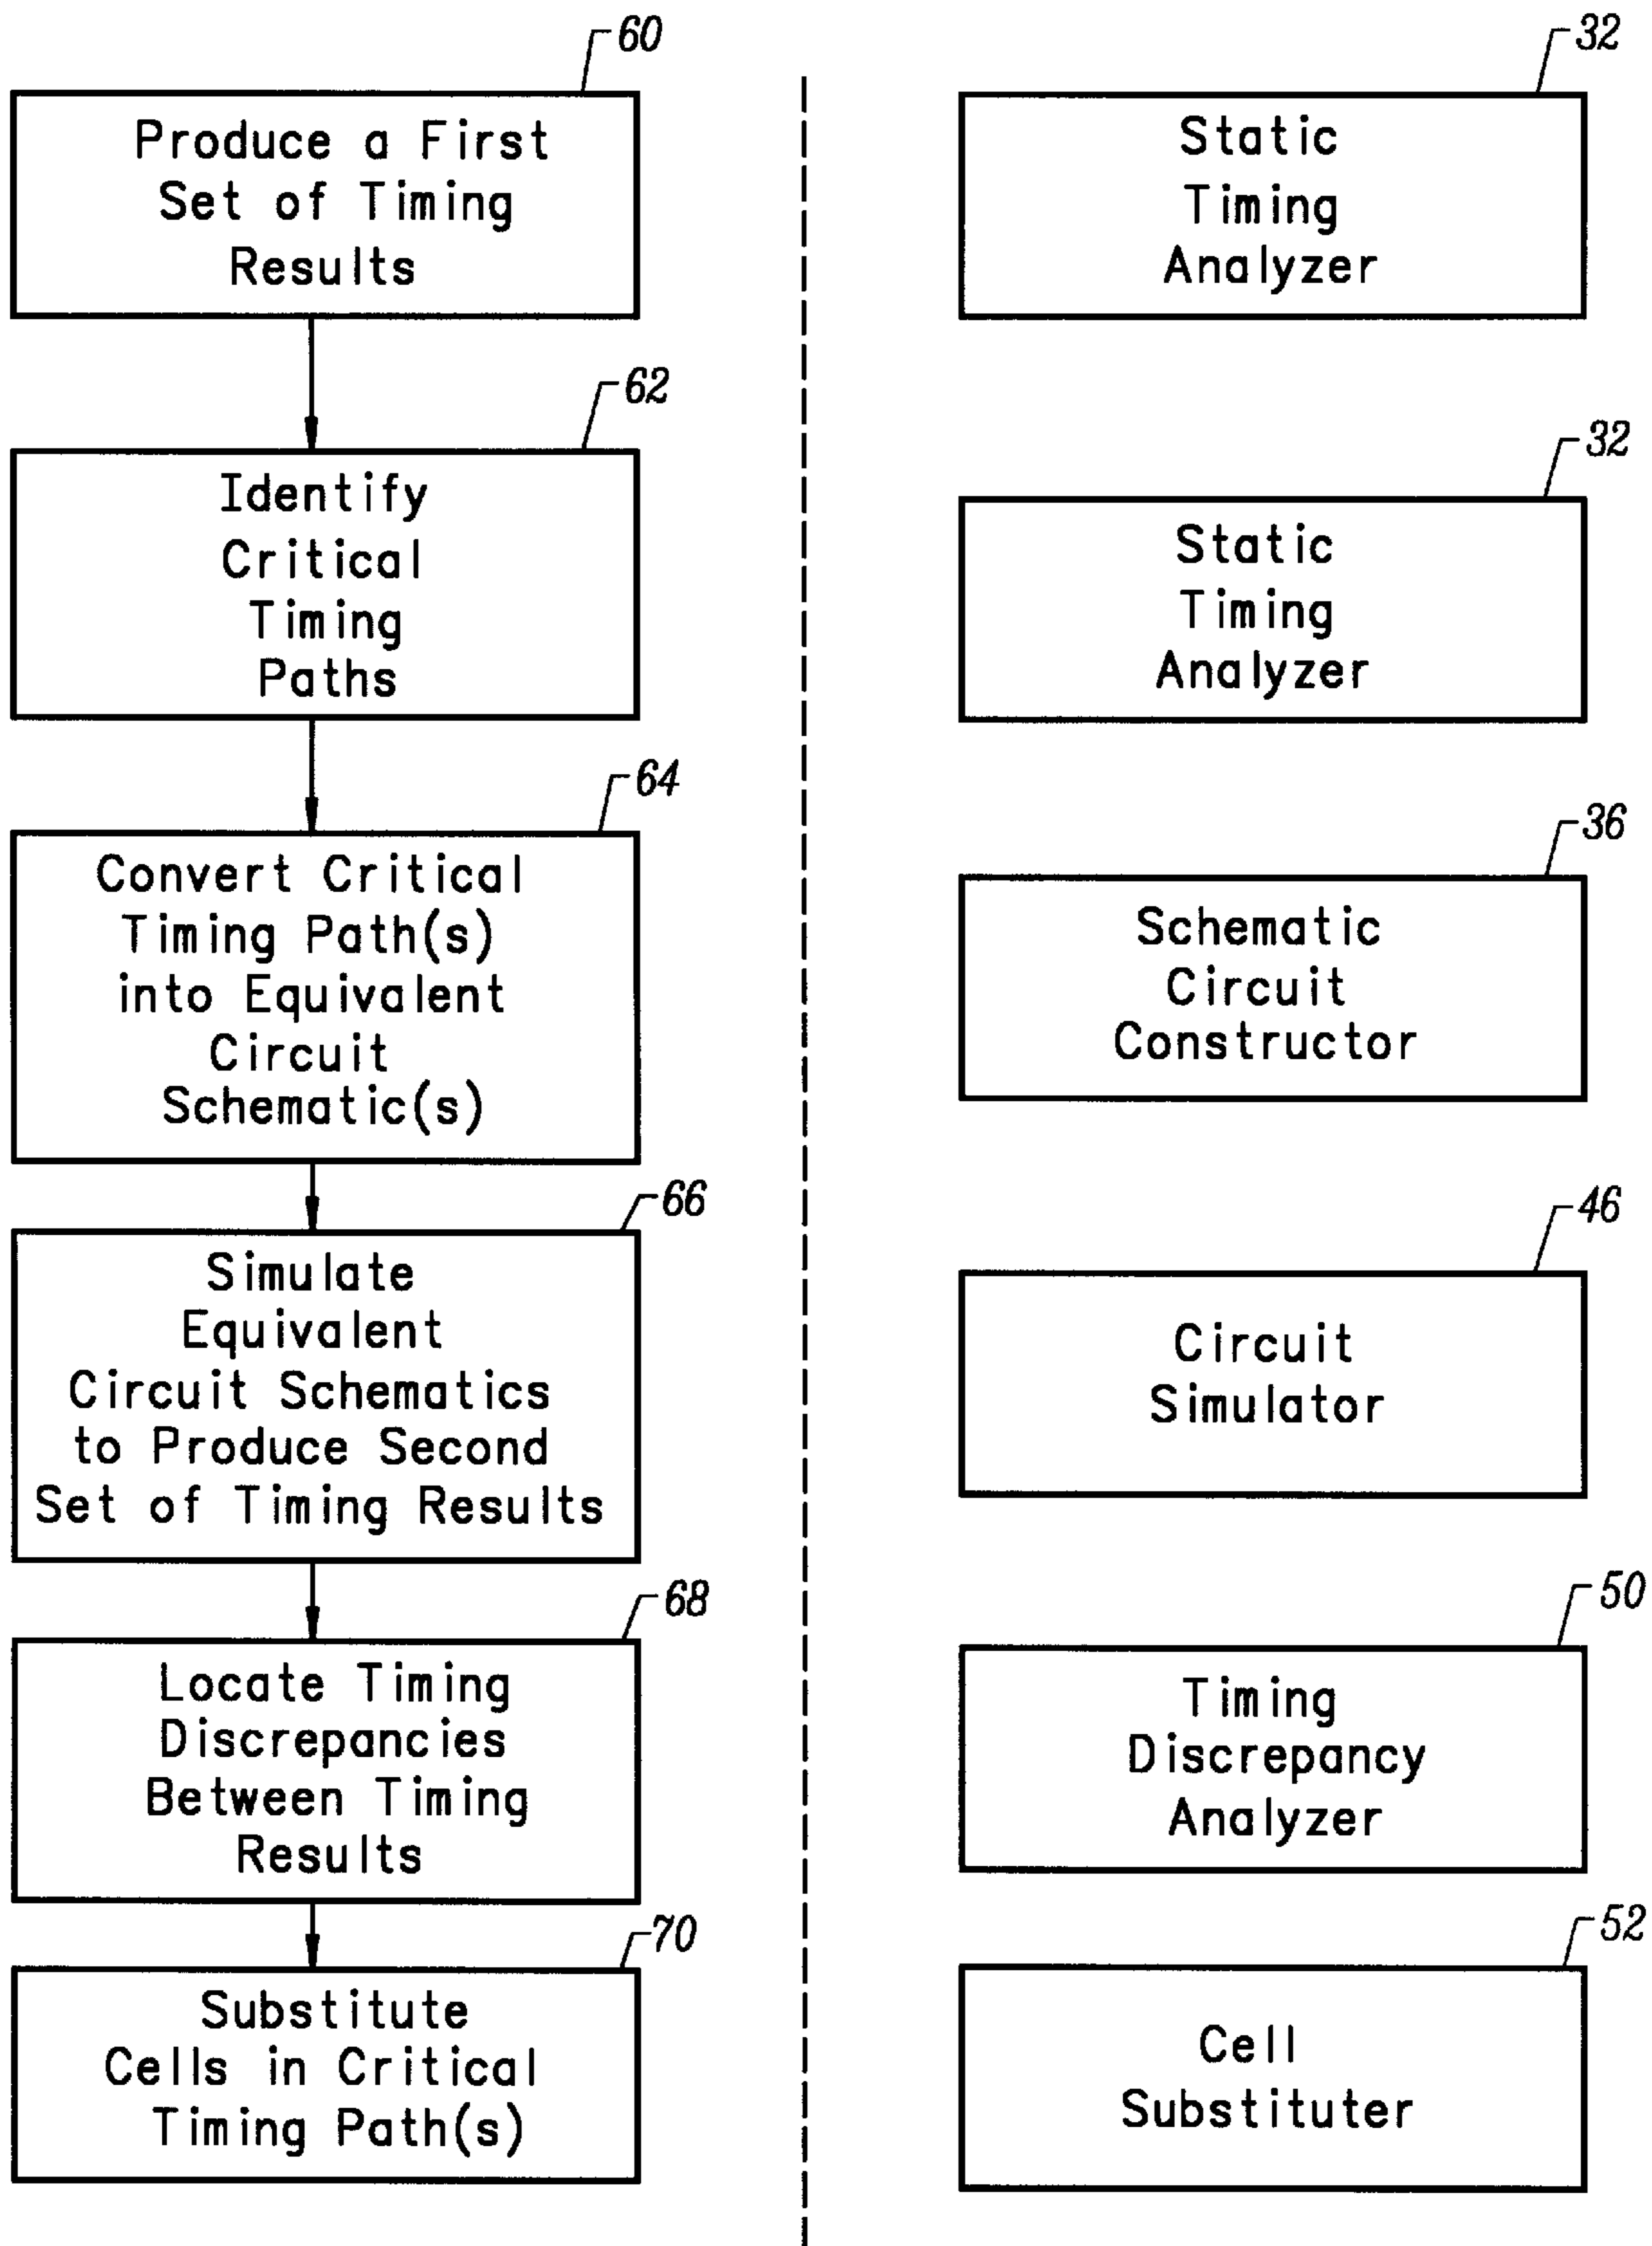 60
Produce a First
Set of Timing
Results
32
Static
Timing
Analyzer
62
Identify
Critical
Timing
Paths
32
Static
Timing
Analyzer
64
Convert Critical
Timing Path(s)
into Equivalent
Circuit
Schematic(s)
36
Schematic
Circuit
Constructor
66
Simulate
Equivalent
Circuit Schematics
to Produce Second
Set of Timing Results
46
Circuit
Simulator
68
Locate Timing
Discrepancies
Between Timing
Results
50
Timing
Discrepancy
Analyzer
70
Substitute
Cells in Critical
Timing Path(s)
52
Cell
Substituter